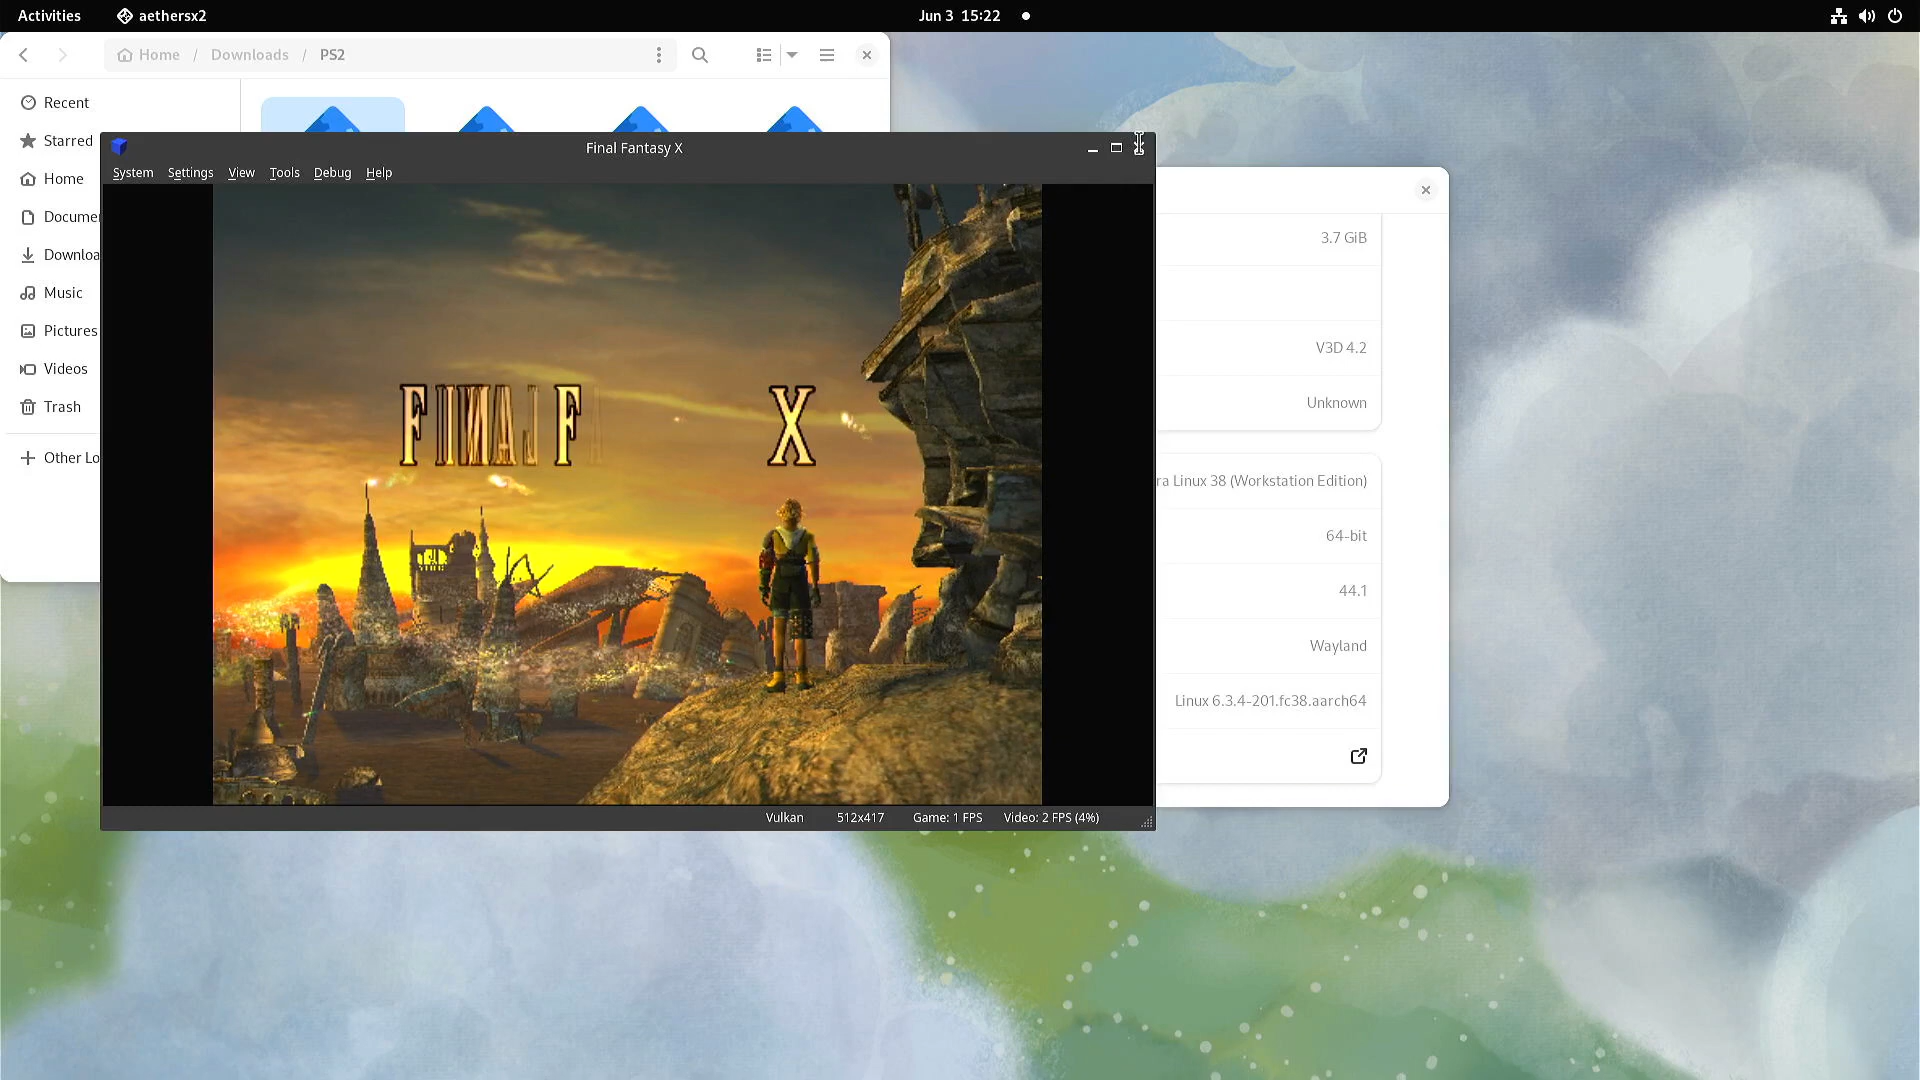 Activities
aethersx2
Jun 3 15:22
Home / Downloads / PS2
Recent
Starred
Home
Docume
Downloa
Music
Pictures
Videos
Trash
Other Lo
Final Fantasy X
System Settings View Tools Debug Help
FINAL F X
Vulkan 512x417 Game: 1 FPS Video: 2 FPS (4%)
3.7 GiB
V3D 4.2
Unknown
ra Linux 38 (Workstation Edition)
64-bit
44.1
Wayland
Linux 6.3.4-201.fc38.aarch64